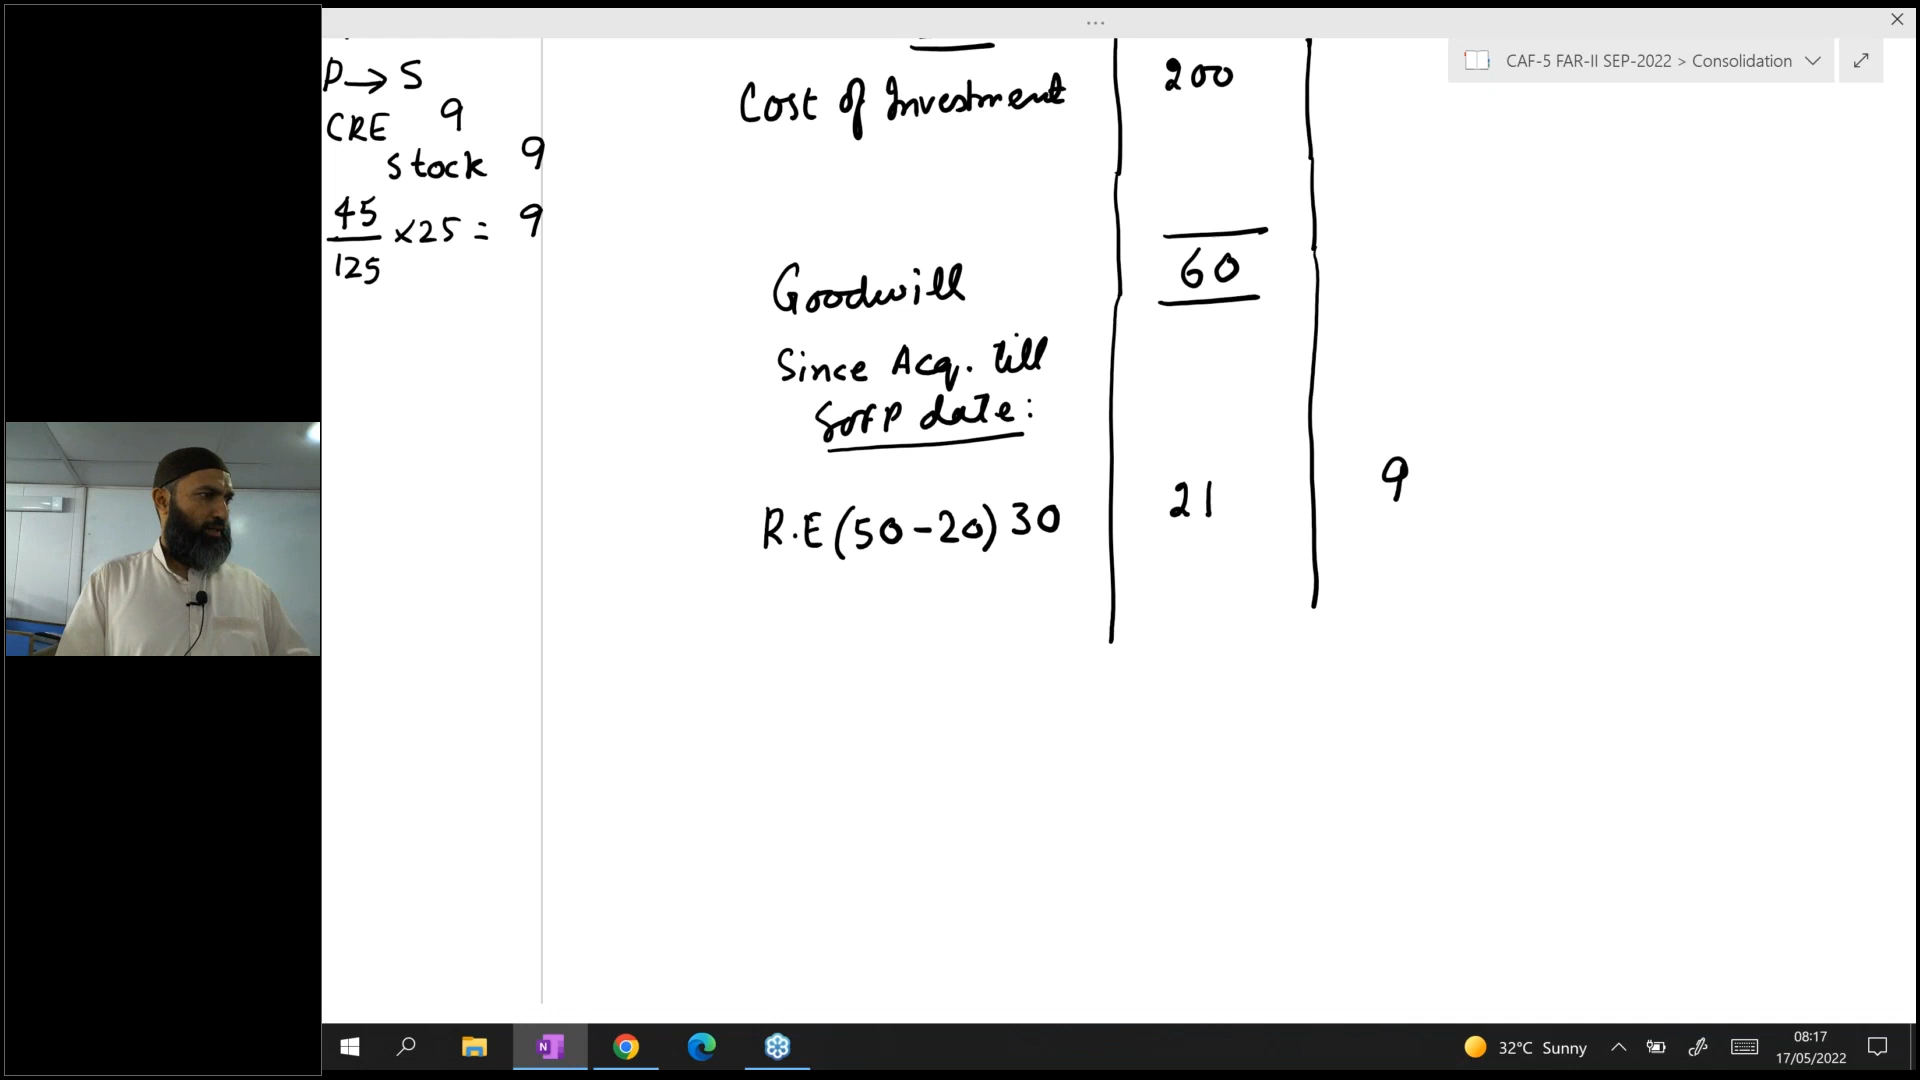 CAF-5 FAR-II SEP-2022 > Consolidation
P → S
CRE 9
Stock 9
45/125 ×25 = 9
Cost of Investment 200
Goodwill 60
Since Acq. till
SOFP date:
R.E (50-20) 30 21 9
32°C Sunny
08:17
17/05/2022